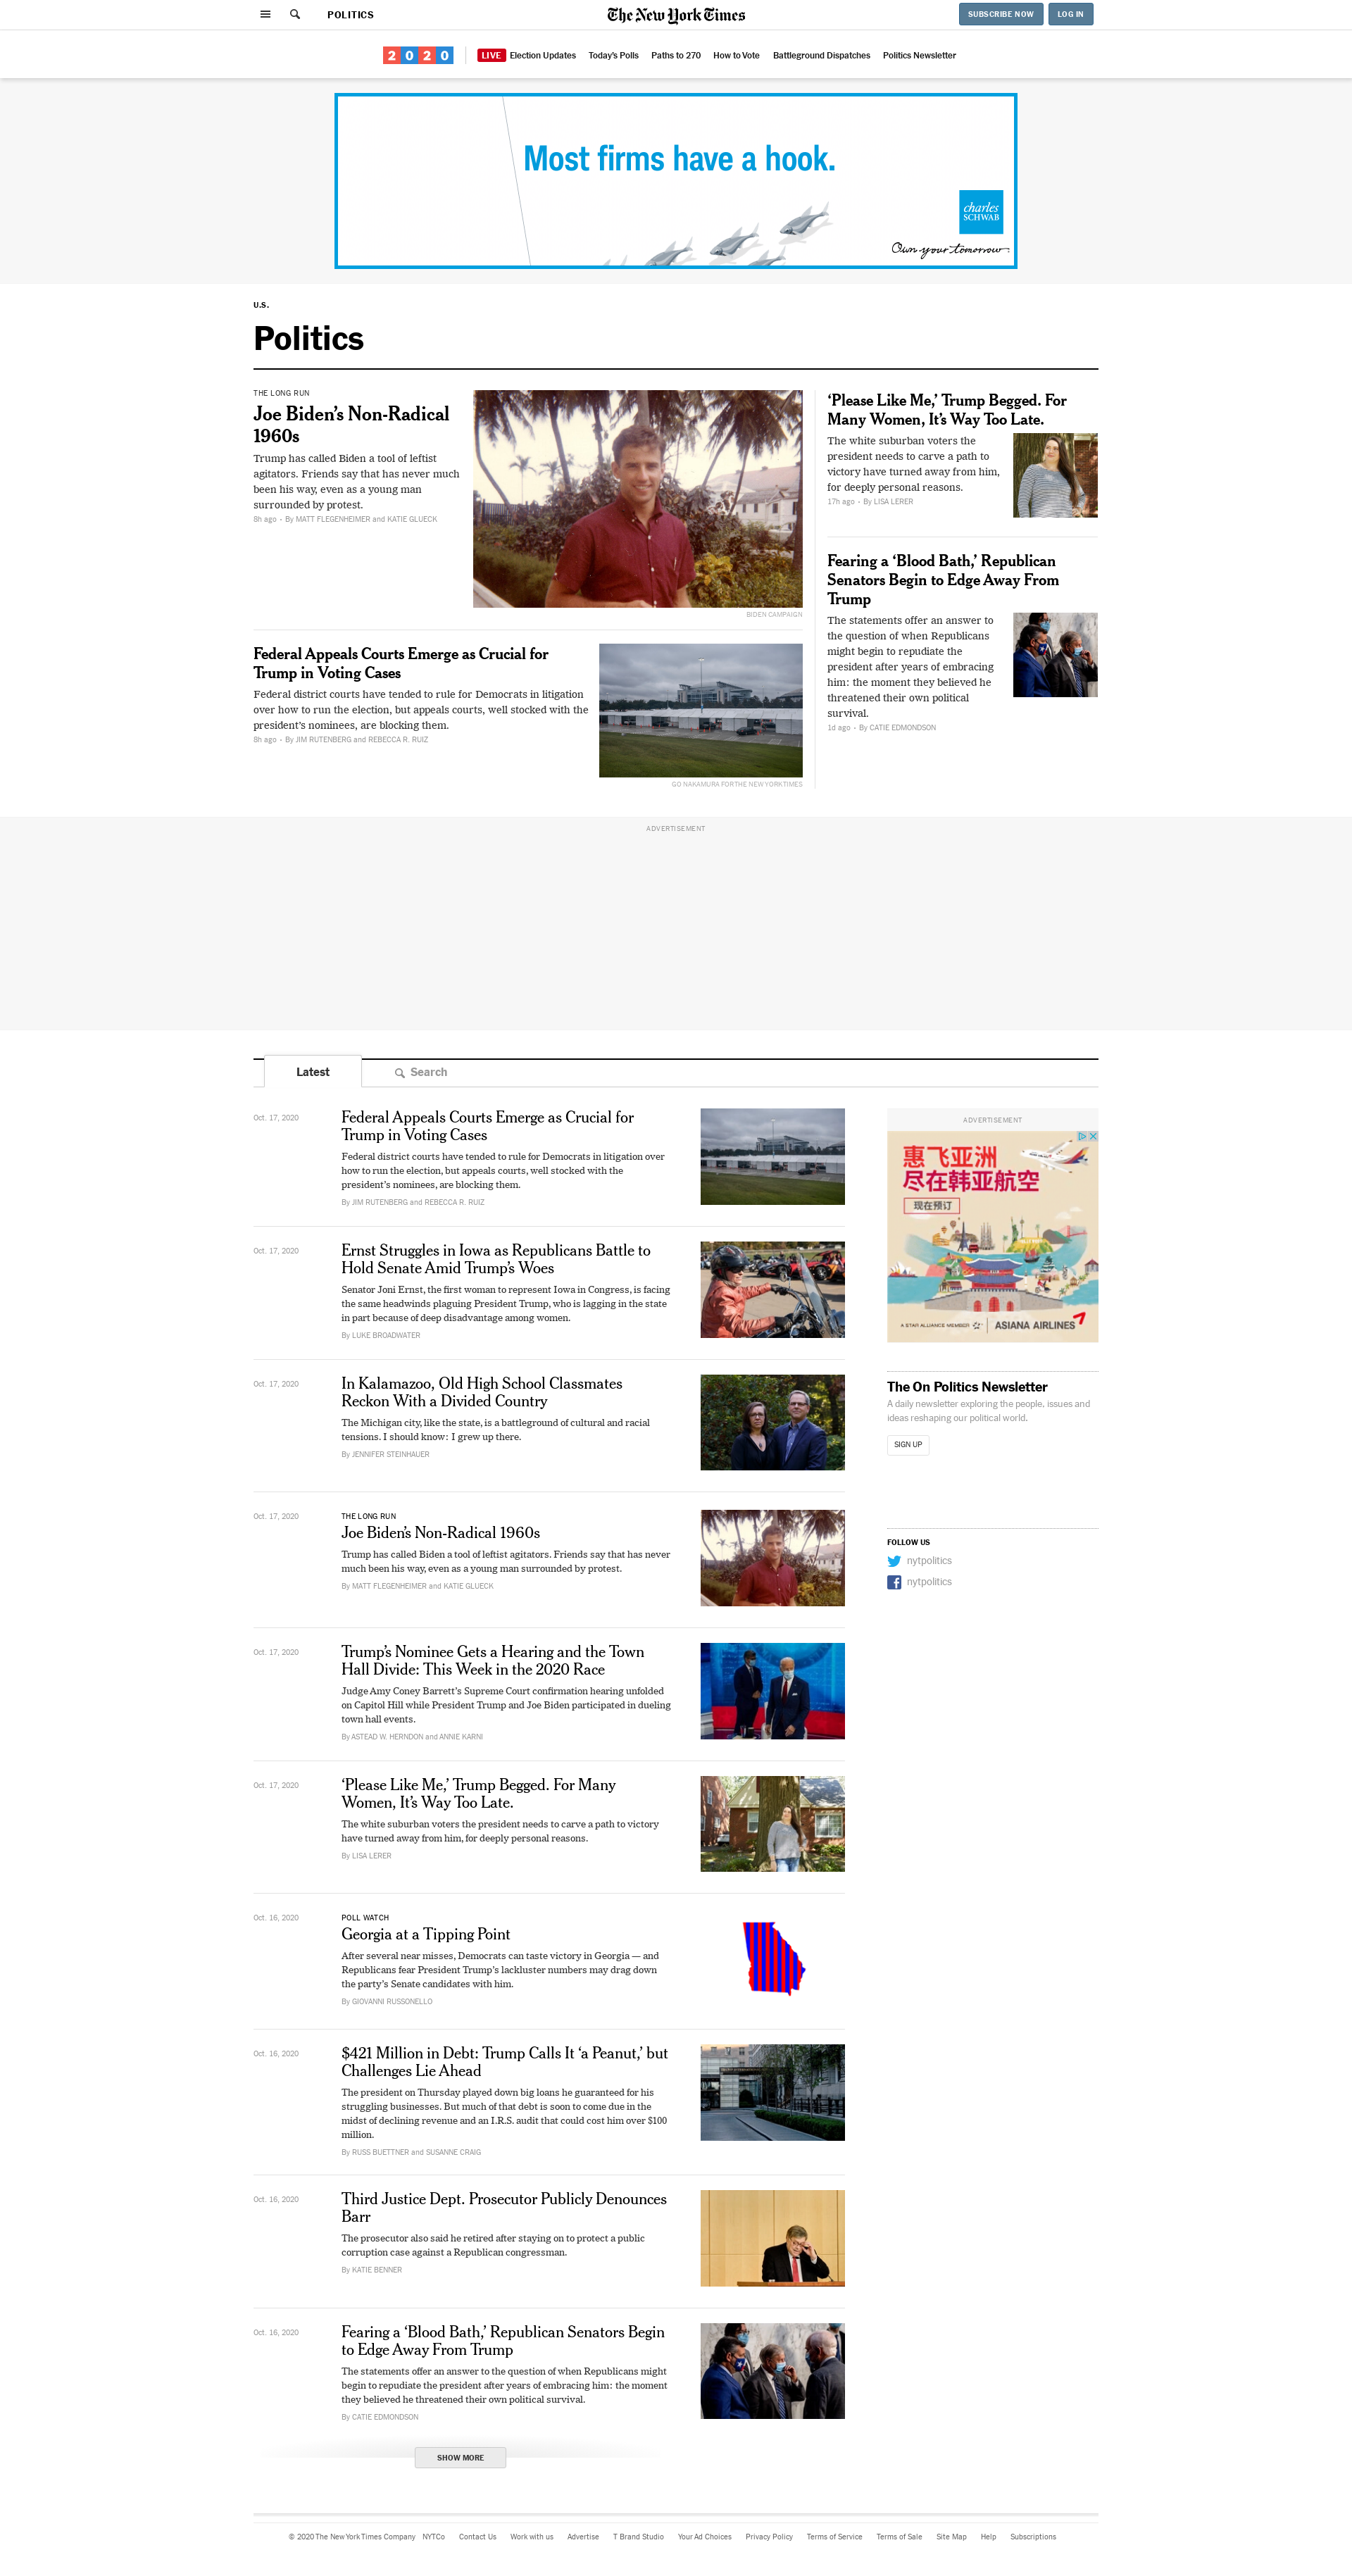 POLITICS
The New York Times
SUBSCRIBE NOW
LOG IN
2020
LIVE Election Updates
Today's Polls
Paths to 270
How to Vote
Battleground Dispatches
Politics Newsletter
Most firms have a hook.
charles
SCHWAB
Own your tomorrow
U.S.
Politics
THE LONG RUN
Joe Biden’s Non-Radical
1960s
Trump has called Biden a tool of leftist
agitators. Friends say that has never much
been his way, even as a young man
surrounded by protest.
8h ago • By MATT FLEGENHEIMER and KATIE GLUECK
BIDEN CAMPAIGN
Federal Appeals Courts Emerge as Crucial for
Trump in Voting Cases
Federal district courts have tended to rule for Democrats in litigation
over how to run the election, but appeals courts, well stocked with the
president’s nominees, are blocking them.
8h ago • By JIM RUTENBERG and REBECCA R. RUIZ
GO NAKAMURA FOR THE NEW YORK TIMES
‘Please Like Me,’ Trump Begged. For
Many Women, It’s Way Too Late.
The white suburban voters the
president needs to carve a path to
victory have turned away from him,
for deeply personal reasons.
17h ago • By LISA LERER
Fearing a ‘Blood Bath,’ Republican
Senators Begin to Edge Away From
Trump
The statements offer an answer to
the question of when Republicans
might begin to repudiate the
president after years of embracing
him: the moment they believed he
threatened their own political
survival.
1d ago • By CATIE EDMONDSON
ADVERTISEMENT
Latest
Search
Oct. 17, 2020
Federal Appeals Courts Emerge as Crucial for
Trump in Voting Cases
Federal district courts have tended to rule for Democrats in litigation over
how to run the election, but appeals courts, well stocked with the
president’s nominees, are blocking them.
By JIM RUTENBERG and REBECCA R. RUIZ
Oct. 17, 2020
Ernst Struggles in Iowa as Republicans Battle to
Hold Senate Amid Trump’s Woes
Senator Joni Ernst, the first woman to represent Iowa in Congress, is facing
the same headwinds plaguing President Trump, who is lagging in the state
in part because of deep disadvantage among women.
By LUKE BROADWATER
Oct. 17, 2020
In Kalamazoo, Old High School Classmates
Reckon With a Divided Country
The Michigan city, like the state, is a battleground of cultural and racial
tensions. I should know: I grew up there.
By JENNIFER STEINHAUER
Oct. 17, 2020
THE LONG RUN
Joe Biden’s Non-Radical 1960s
Trump has called Biden a tool of leftist agitators. Friends say that has never
much been his way, even as a young man surrounded by protest.
By MATT FLEGENHEIMER and KATIE GLUECK
Oct. 17, 2020
Trump’s Nominee Gets a Hearing and the Town
Hall Divide: This Week in the 2020 Race
Judge Amy Coney Barrett’s Supreme Court confirmation hearing unfolded
on Capitol Hill while President Trump and Joe Biden participated in dueling
town hall events.
By ASTEAD W. HERNDON and ANNIE KARNI
Oct. 17, 2020
‘Please Like Me,’ Trump Begged. For Many
Women, It’s Way Too Late.
The white suburban voters the president needs to carve a path to victory
have turned away from him, for deeply personal reasons.
By LISA LERER
Oct. 16, 2020
POLL WATCH
Georgia at a Tipping Point
After several near misses, Democrats can taste victory in Georgia — and
Republicans fear President Trump’s lackluster numbers may drag down
the party’s Senate candidates with him.
By GIOVANNI RUSSONELLO
Oct. 16, 2020
$421 Million in Debt: Trump Calls It ‘a Peanut,’ but
Challenges Lie Ahead
The president on Thursday played down big loans he guaranteed for his
struggling businesses. But much of that debt is soon to come due in the
midst of declining revenue and an I.R.S. audit that could cost him over $100
million.
By RUSS BUETTNER and SUSANNE CRAIG
Oct. 16, 2020
Third Justice Dept. Prosecutor Publicly Denounces
Barr
The prosecutor also said he retired after staying on to protect a public
corruption case against a Republican congressman.
By KATIE BENNER
Oct. 16, 2020
Fearing a ‘Blood Bath,’ Republican Senators Begin
to Edge Away From Trump
The statements offer an answer to the question of when Republicans might
begin to repudiate the president after years of embracing him: the moment
they believed he threatened their own political survival.
By CATIE EDMONDSON
SHOW MORE
ADVERTISEMENT
惠飞亚洲
尽在韩亚航空
现在预订
A STAR ALLIANCE MEMBER
ASIANA AIRLINES
The On Politics Newsletter
A daily newsletter exploring the people, issues and
ideas reshaping our political world.
SIGN UP
FOLLOW US
nytpolitics
nytpolitics
© 2020 The New York Times Company
NYTCo
Contact Us
Work with us
Advertise
T Brand Studio
Your Ad Choices
Privacy Policy
Terms of Service
Terms of Sale
Site Map
Help
Subscriptions